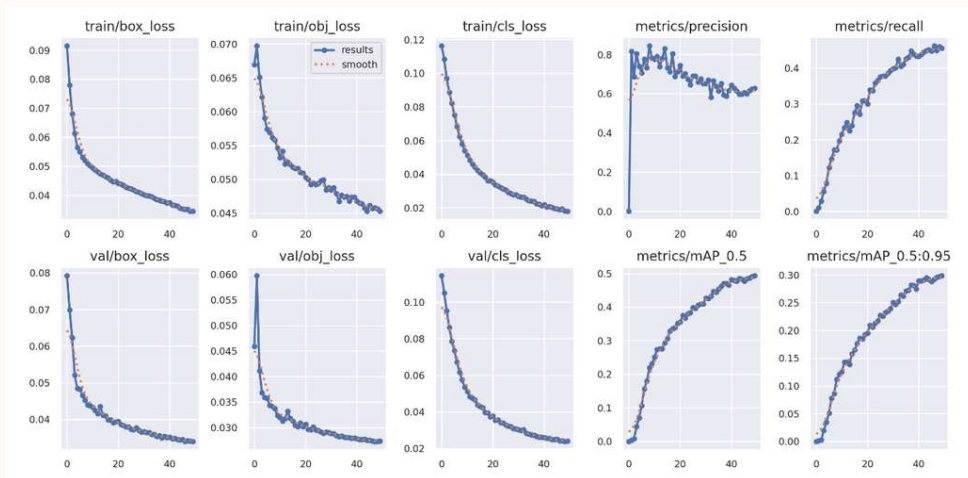 train/box_loss
train/obj_loss
train/cls_loss
metrics/precision
metrics/recall
0.09
0.08
0.07
0.06
0.05
0.04
0 20 40
0.070
0.065
0.060
0.055
0.050
0.045
results
smooth
0 20 40
0.12
0.10
0.08
0.06
0.04
0.02
0 20 40
0.8
0.6
0.4
0.2
0.0
0 20 40
0.4
0.3
0.2
0.1
0.0
0 20 40
val/box_loss
val/obj_loss
val/cls_loss
metrics/mAP_0.5
metrics/mAP_0.5:0.95
0.08
0.07
0.06
0.05
0.04
0 20 40
0.060
0.055
0.050
0.045
0.040
0.035
0.030
0 20 40
0.10
0.08
0.06
0.04
0.02
0 20 40
0.5
0.4
0.3
0.2
0.1
0.0
0 20 40
0.30
0.25
0.20
0.15
0.10
0.05
0.00
0 20 40